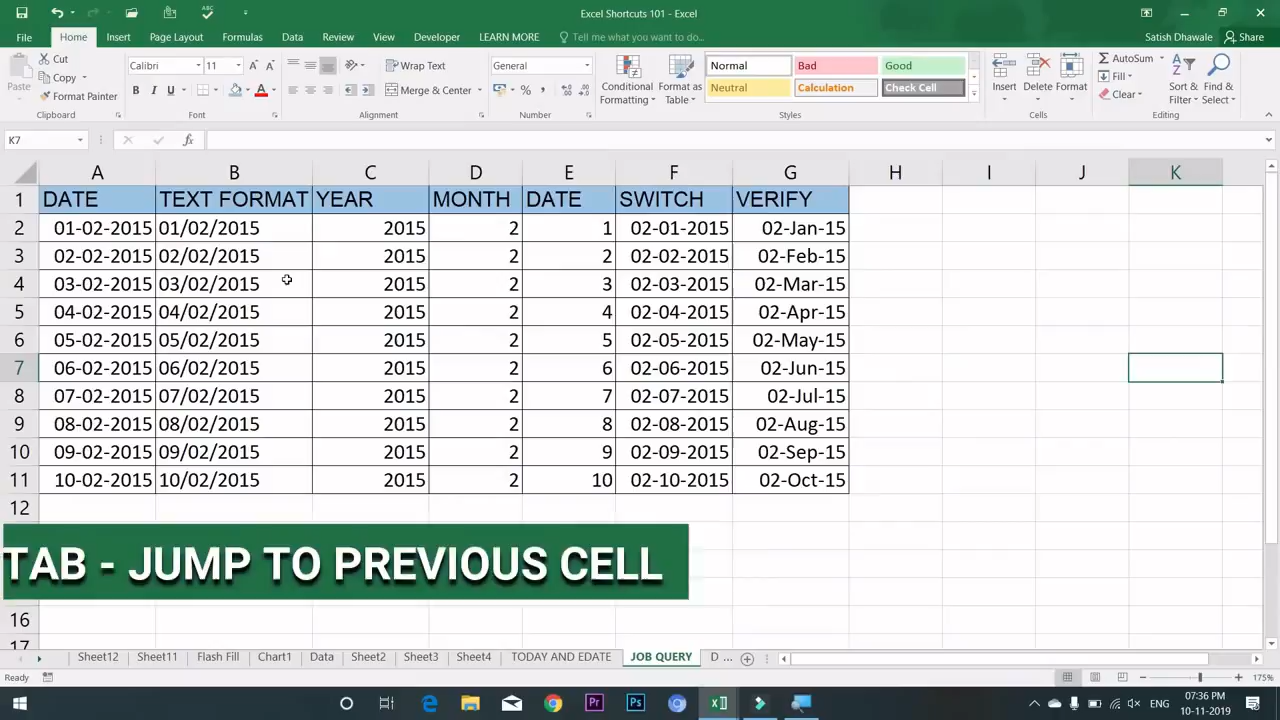 Excel Shortcuts 101 - Excel
File Home Insert Page Layout Formulas Data Review View Developer LEARN MORE Tell me what you want to do... Satish Dhawale Share
Paste
Cut
Copy
Format Painter
Clipboard
Calibri 11
B I U
Font
Wrap Text
Merge & Center
Alignment
General
Number
Conditional Formatting
Format as Table
Normal Bad Good
Neutral Calculation Check Cell
Styles
Insert Delete Format
Cells
AutoSum
Fill
Clear
Sort & Filter
Find & Select
Editing
K7 fx
A B C D E F G H I J K
1 DATE TEXT FORMAT YEAR MONTH DATE SWITCH VERIFY
2 01-02-2015 01/02/2015 2015 2 1 02-01-2015 02-Jan-15
3 02-02-2015 02/02/2015 2015 2 2 02-02-2015 02-Feb-15
4 03-02-2015 03/02/2015 2015 2 3 02-03-2015 02-Mar-15
5 04-02-2015 04/02/2015 2015 2 4 02-04-2015 02-Apr-15
6 05-02-2015 05/02/2015 2015 2 5 02-05-2015 02-May-15
7 06-02-2015 06/02/2015 2015 2 6 02-06-2015 02-Jun-15
8 07-02-2015 07/02/2015 2015 2 7 02-07-2015 02-Jul-15
9 08-02-2015 08/02/2015 2015 2 8 02-08-2015 02-Aug-15
10 09-02-2015 09/02/2015 2015 2 9 02-09-2015 02-Sep-15
11 10-02-2015 10/02/2015 2015 2 10 02-10-2015 02-Oct-15
12
TAB - JUMP TO PREVIOUS CELL
16
17
Sheet12 Sheet11 Flash Fill Chart1 Data Sheet2 Sheet3 Sheet4 TODAY AND EDATE JOB QUERY D ...
Ready 175%
ENG 07:36 PM
10-11-2019